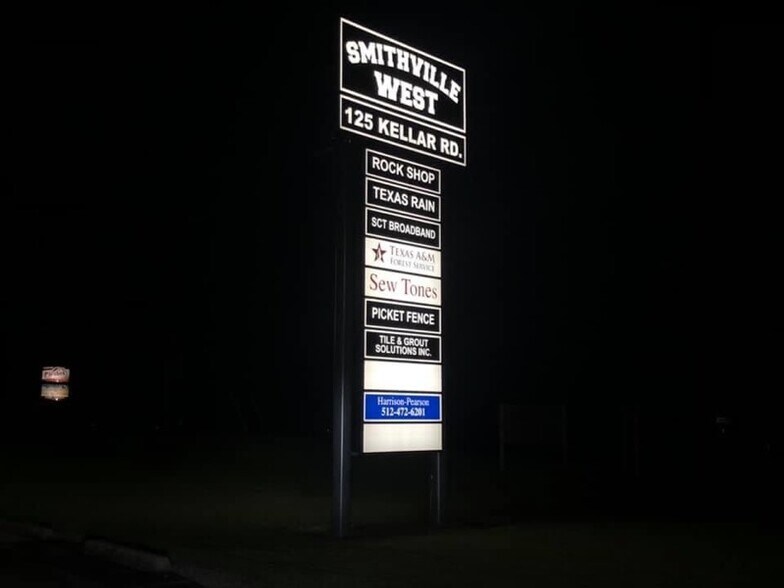 SMITHVILLE
WEST
125 KELLAR RD.
ROCK SHOP
TEXAS RAIN
SCT BROADBAND
TEXAS A&M
FOREST SERVICE
Sew Tones
PICKET FENCE
TILE & GROUT
SOLUTIONS INC.
Harrison-Pearson
512-472-6201